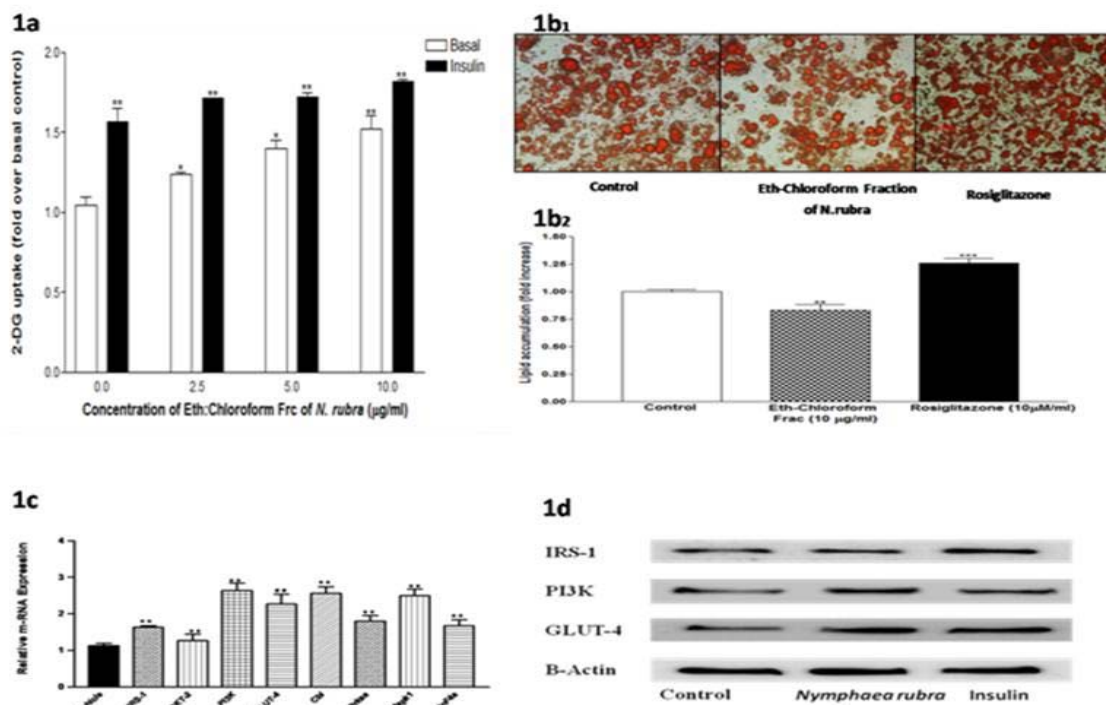 1a
2-DG uptake (fold over basal control)
2.0
1.5
1.0
0.5
0.0
Basal
Insulin
**
**
**
**
**
*
*
0.0 2.5 5.0 10.0
Concentration of Eth:Chloroform Frc of N. rubra (µg/ml)
1b1
Control
Eth-Chloroform Fraction
of N.rubra
Rosiglitazone
1b2
Lipid accumulation (fold increase)
1.50
1.25
1.00
0.75
0.50
0.25
0.00
**
***
Control
Eth-Chloroform
Frac (10 µg/ml)
Rosiglitazone (10µM/ml)
1c
Relative m-RNA Expression
4
3
2
1
0
** ** ** ** ** ** ** **
IRS-1
PI3K
1d
IRS-1
PI3K
GLUT-4
B-Actin
Control Nymphaea rubra Insulin